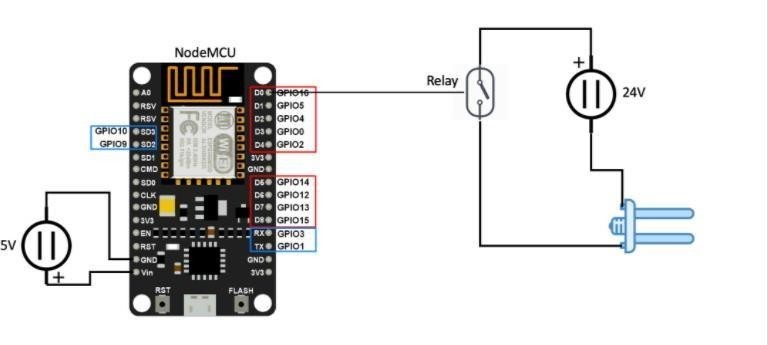 NodeMCU
Relay
24V
5V
A0
RSV
RSV
GPIO10 SD3
GPIO9 SD2
SD1
CMD
SD0
CLK
GND
3V3
EN
RST
GND
Vin
D0 GPIO16
D1 GPIO5
D2 GPIO4
D3 GPIO0
D4 GPIO2
3V3
GND
D5 GPIO14
D6 GPIO12
D7 GPIO13
D8 GPIO15
RX GPIO3
TX GPIO1
GND
3V3
RST
FLASH
+
+